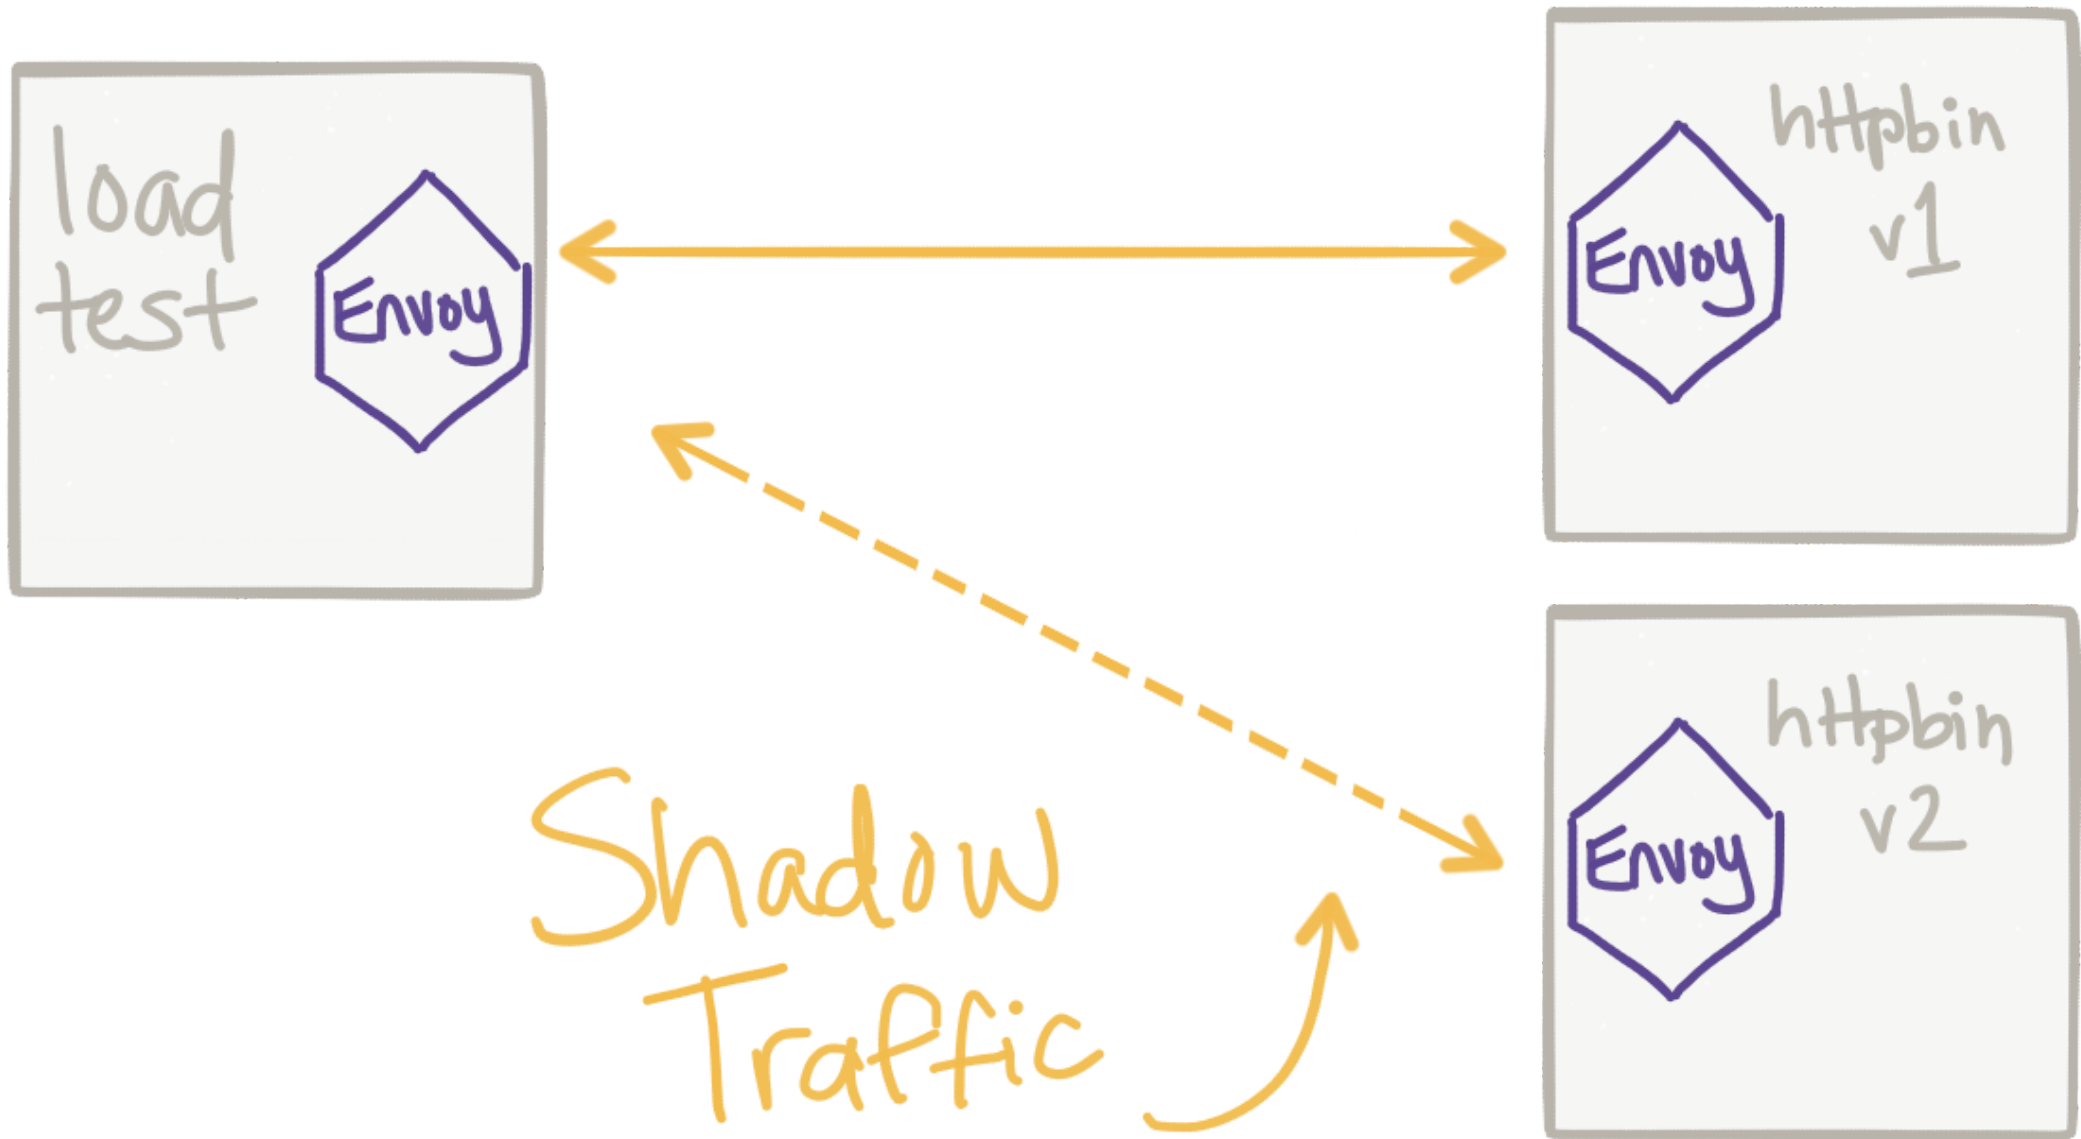 load
test
Envoy
httpbin
v1
Envoy
httpbin
v2
Envoy
Shadow
Traffic